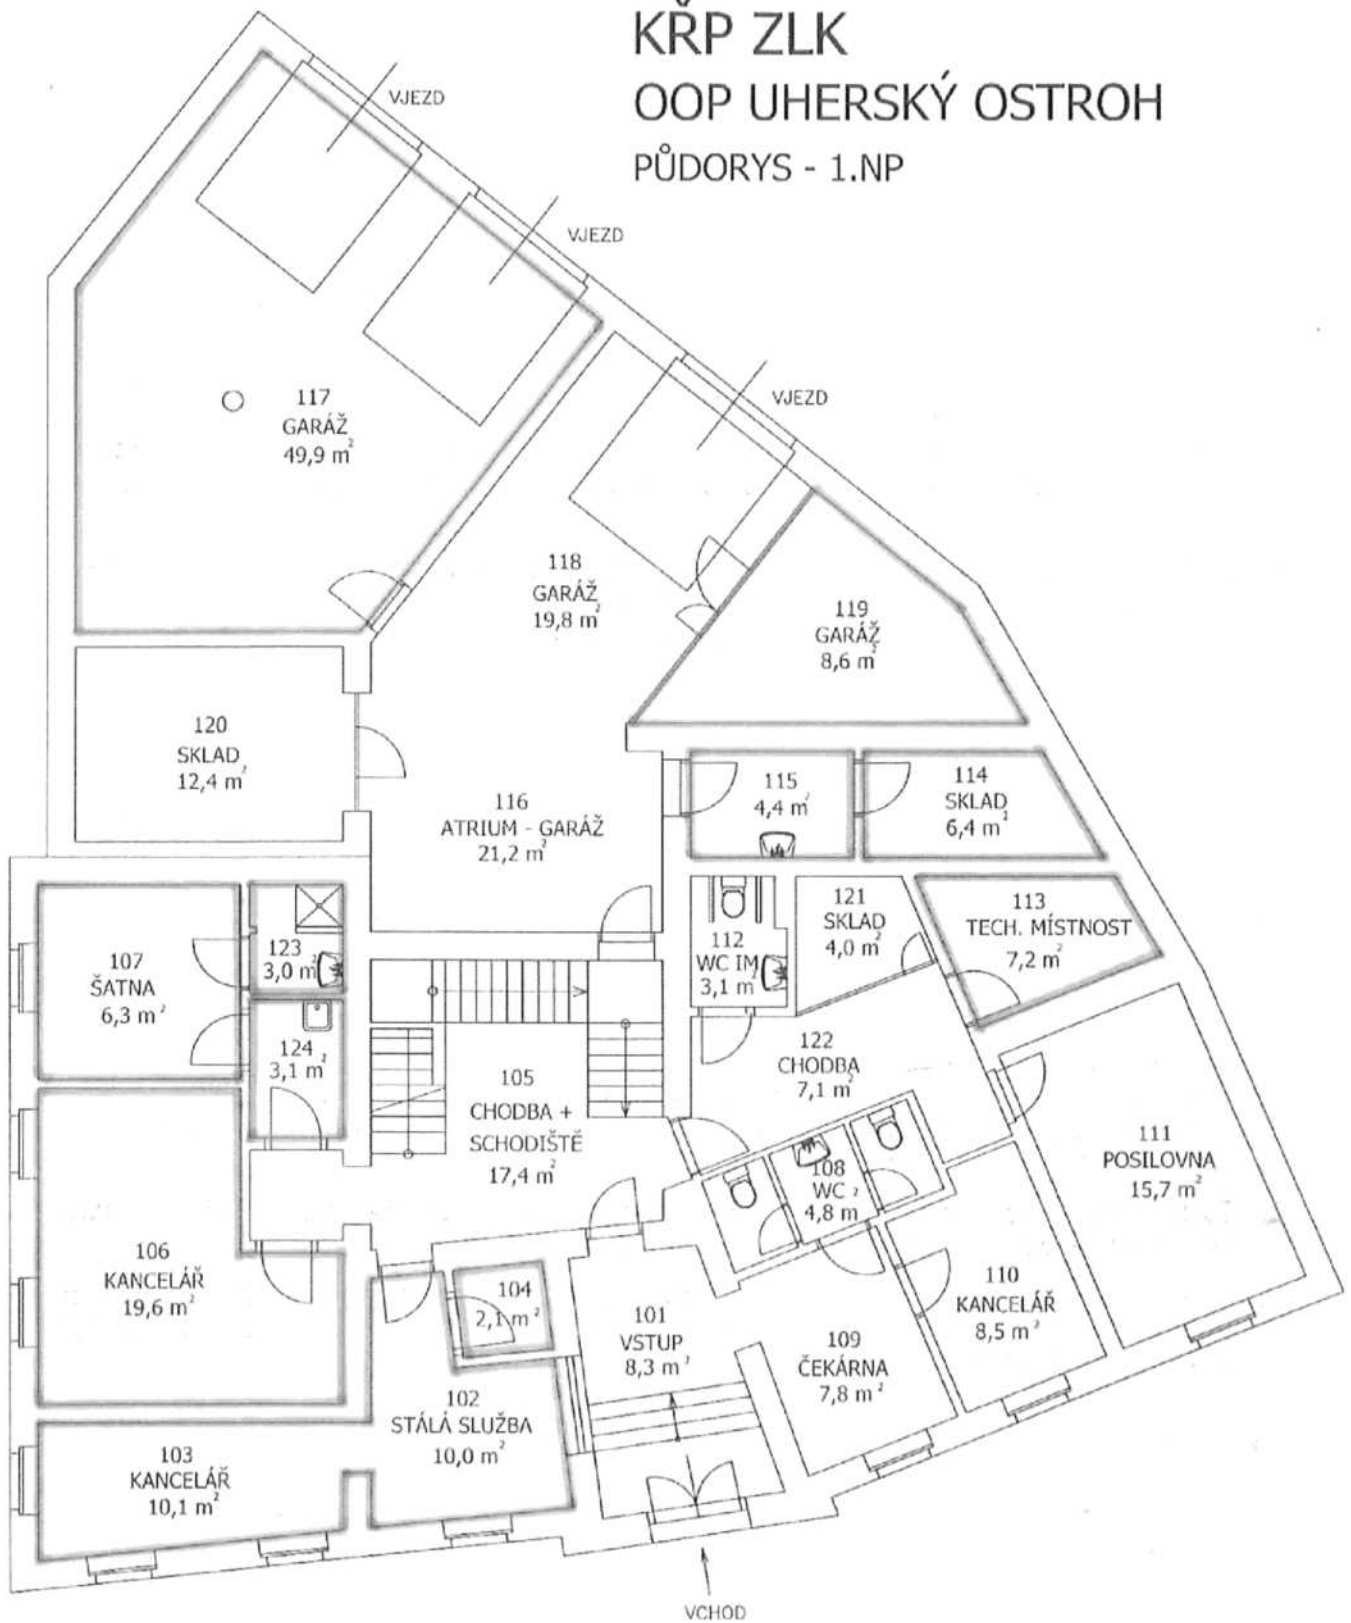 KŘP ZLK
OOP UHERSKÝ OSTROH
PŮDORYS - 1.NP
VJEZD
VJEZD
VJEZD
117
GARÁŽ
49,9 m²
118
GARÁŽ
19,8 m²
119
GARÁŽ
8,6 m²
120
SKLAD
12,4 m²
116
ATRIUM - GARÁŽ
21,2 m²
115
4,4 m²
114
SKLAD
6,4 m²
113
TECH. MÍSTNOST
7,2 m²
121
SKLAD
4,0 m²
112
WC IM
3,1 m²
107
ŠATNA
6,3 m²
123
3,0 m²
124
3,1 m²
105
CHODBA +
SCHODIŠTĚ
17,4 m²
122
CHODBA
7,1 m²
111
POSILOVNA
15,7 m²
108
WC
4,8 m²
106
KANCELÁŘ
19,6 m²
104
2,1 m²
101
VSTUP
8,3 m²
110
KANCELÁŘ
8,5 m²
109
ČEKÁRNA
7,8 m²
102
STÁLÁ SLUŽBA
10,0 m²
103
KANCELÁŘ
10,1 m²
VCHOD